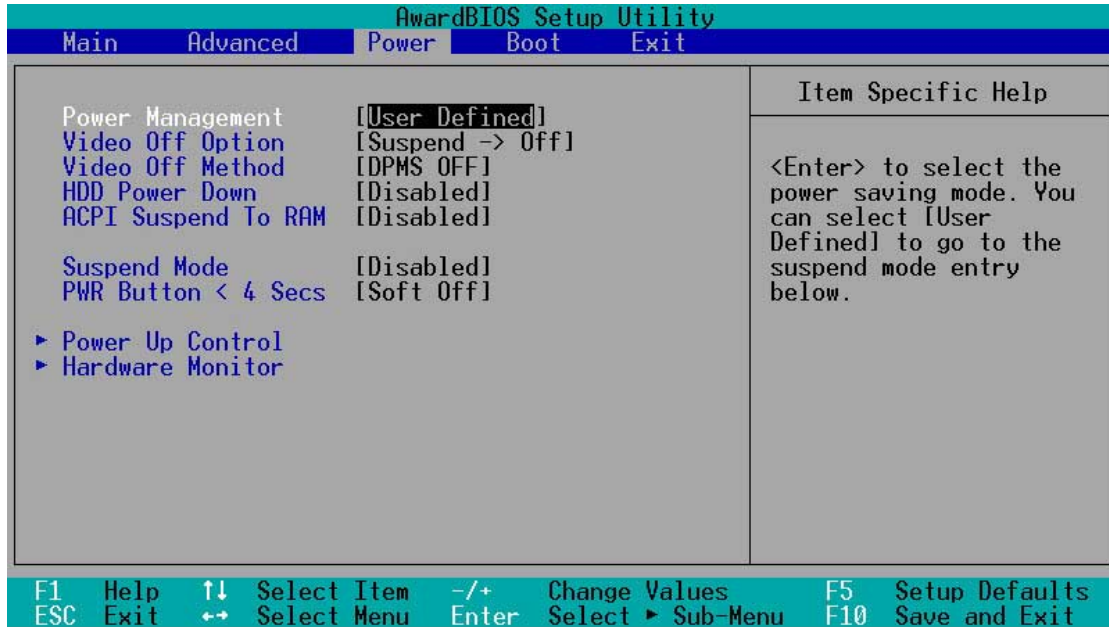 AwardBIOS Setup Utility
Main Advanced Power Boot Exit
Power Management [User Defined]
Video Off Option [Suspend -> Off]
Video Off Method [DPMS OFF]
HDD Power Down [Disabled]
ACPI Suspend To RAM [Disabled]
Suspend Mode [Disabled]
PWR Button < 4 Secs [Soft Off]
► Power Up Control
► Hardware Monitor
Item Specific Help
<Enter> to select the
power saving mode. You
can select [User
Defined] to go to the
suspend mode entry
below.
F1 Help ↑↓ Select Item -/+ Change Values F5 Setup Defaults
ESC Exit ←→ Select Menu Enter Select ► Sub-Menu F10 Save and Exit